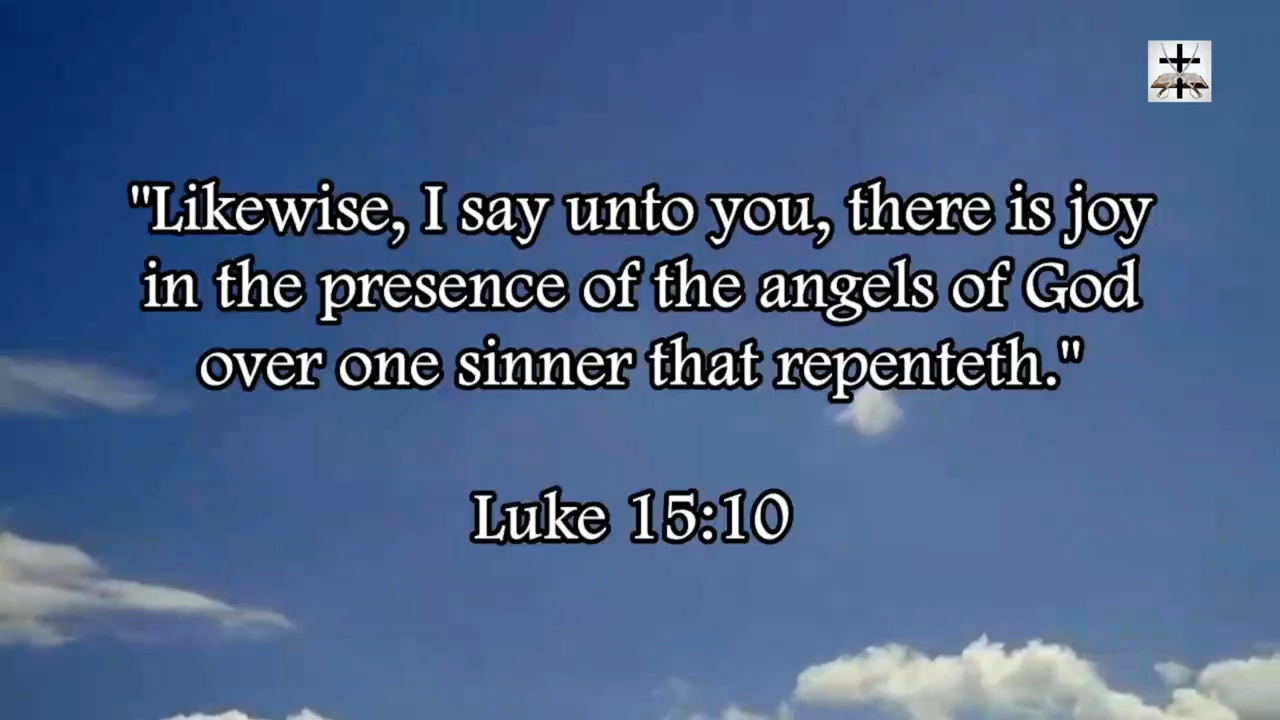 "Likewise, I say unto you, there is joy
in the presence of the angels of God
over one sinner that repenteth."
Luke 15:10